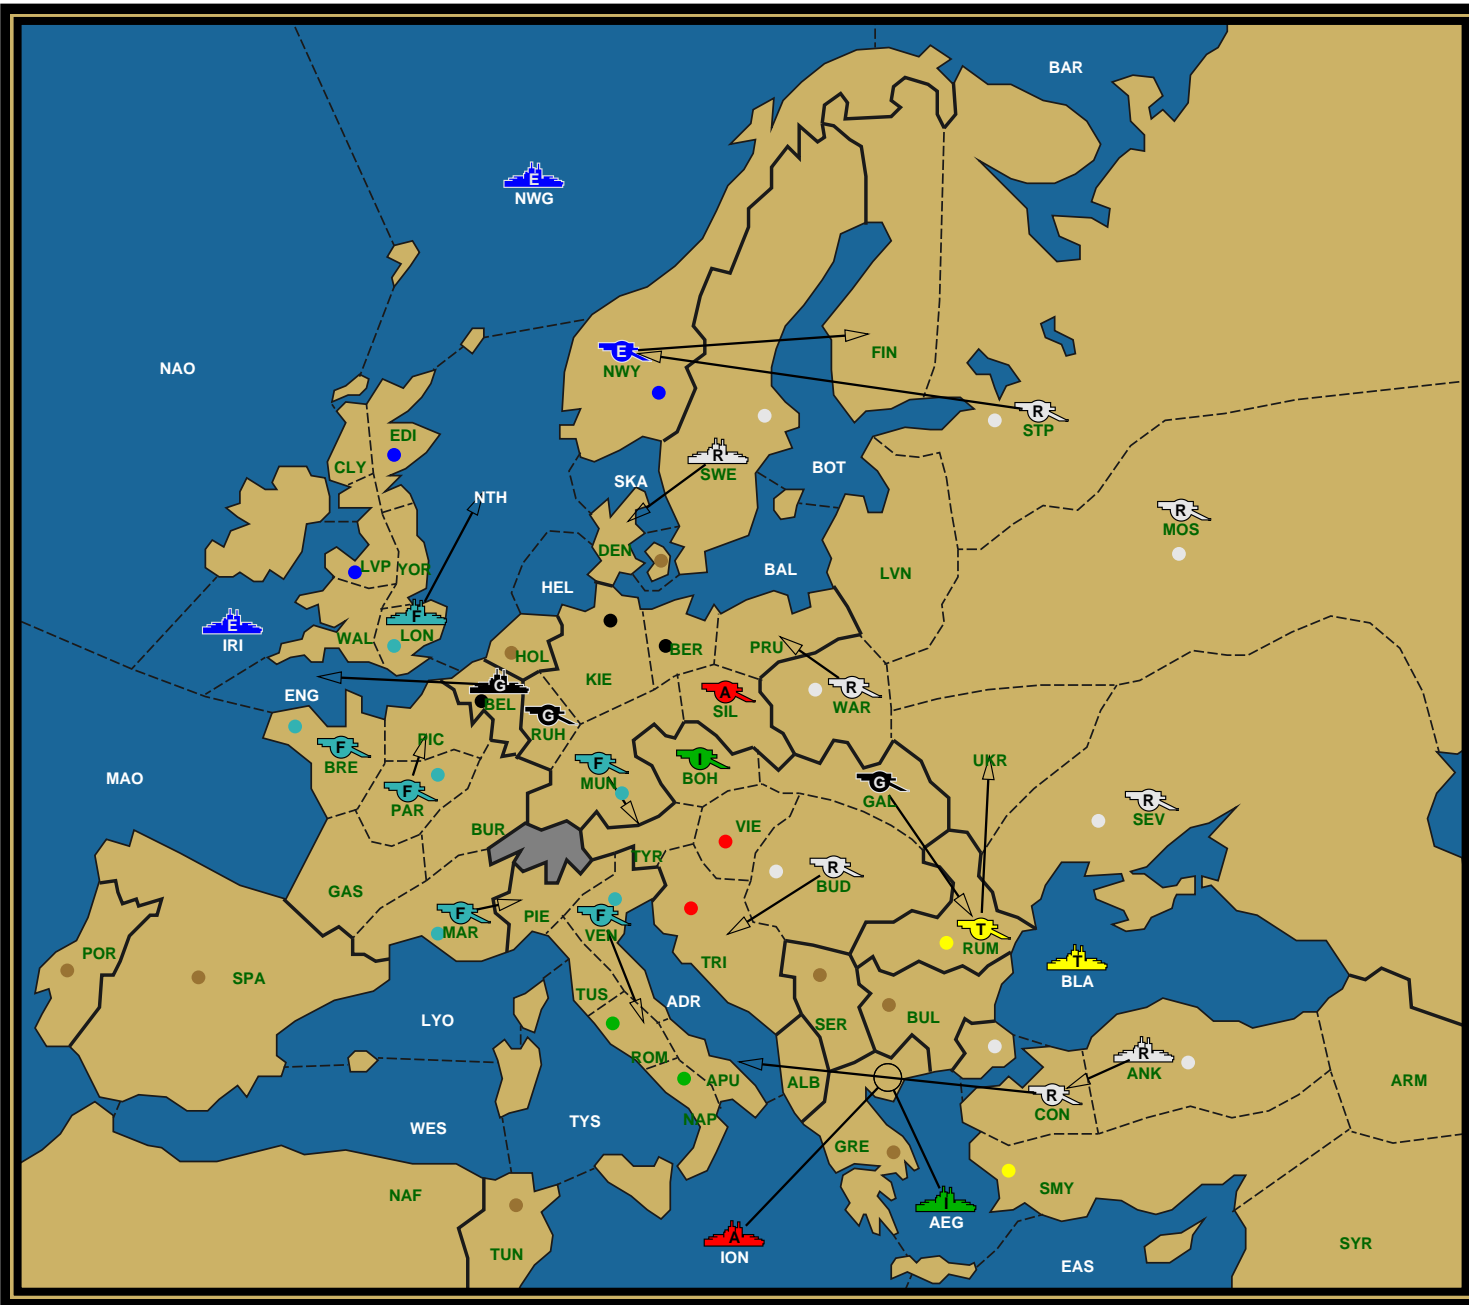 BAR
E
NWG
NAO
E
NWY
FIN
R
STP
EDI
CLY
R
SWE
BOT
SKA
NTH
R
MOS
DEN
LVP
YOR
HEL
BAL
LVN
F
LON
E
IRI
WAL
HOL
BER
PRU
KIE
ENG
G
BEL
A
SIL
R
WAR
G
RUH
PIC
F
BRE
F
MUN
I
BOH
UKR
MAO
F
PAR
G
GAL
R
SEV
BUR
VIE
TYR
R
BUD
GAS
F
MAR
PIE
F
VEN
T
RUM
POR
SPA
TRI
T
BLA
TUS
ADR
LYO
SER
BUL
ROM
R
ANK
APU
ALB
ARM
R
CON
NAP
WES
TYS
GRE
NAF
SMY
I
AEG
A
ION
TUN
SYR
EAS